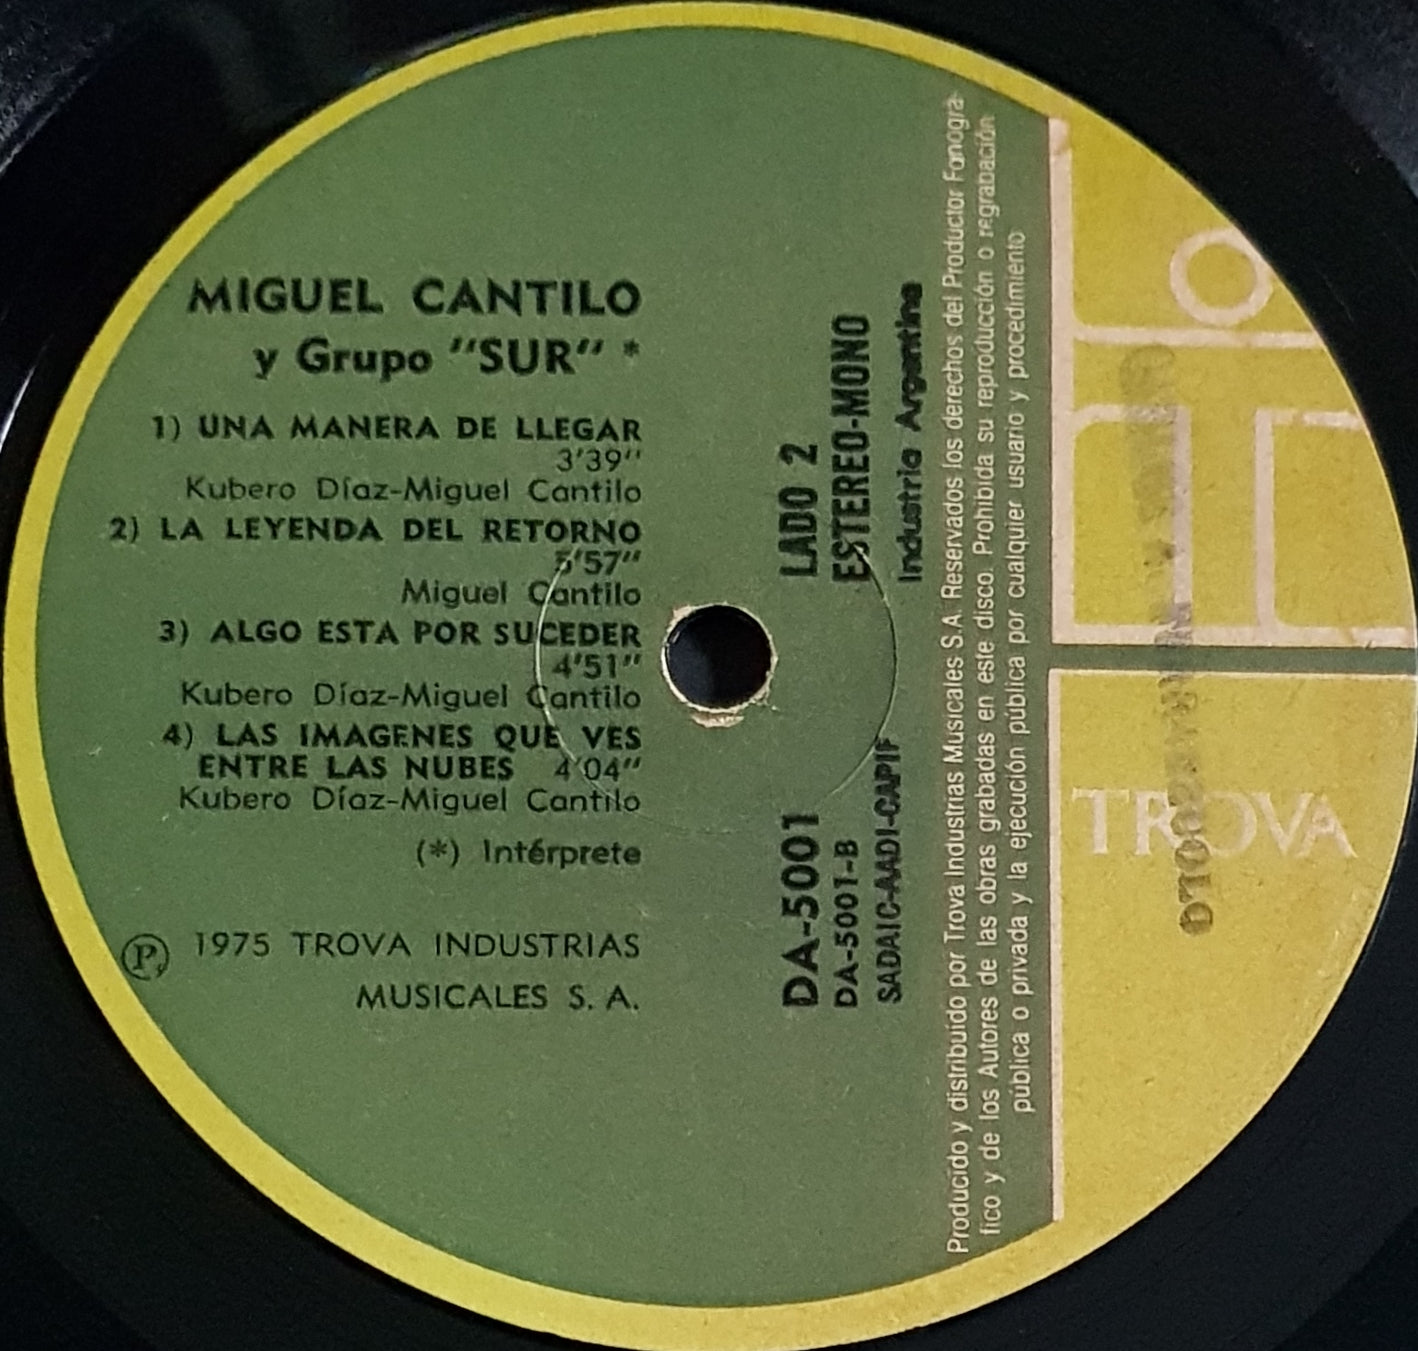 MIGUEL CANTILO
y Grupo "SUR" *
1) UNA MANERA DE LLEGAR
3'39"
Kubero Díaz-Miguel Cantilo
2) LA LEYENDA DEL RETORNO
5'57"
Miguel Cantilo
3) ALGO ESTA POR SUCEDER
4'51"
Kubero Díaz-Miguel Cantilo
4) LAS IMAGENES QUE VES
ENTRE LAS NUBES 4'04"
Kubero Díaz-Miguel Cantilo
(*) Intérprete
Ⓟ 1975 TROVA INDUSTRIAS
MUSICALES S. A.
LADO 2
ESTEREO-MONO
Industria Argentina
DA-5001
DA-5001-B
SADAIC-AADI-CAPIF
Producido y distribuído por Trova Industrias Musicales S.A. Reservados los derechos del Productor Fonográ-
fico y de los Autores de las obras grabadas en este disco. Prohibida su reproducción o regrabación
pública o privada y la ejecución pública por cualquier usuario y procedimiento
TROVA